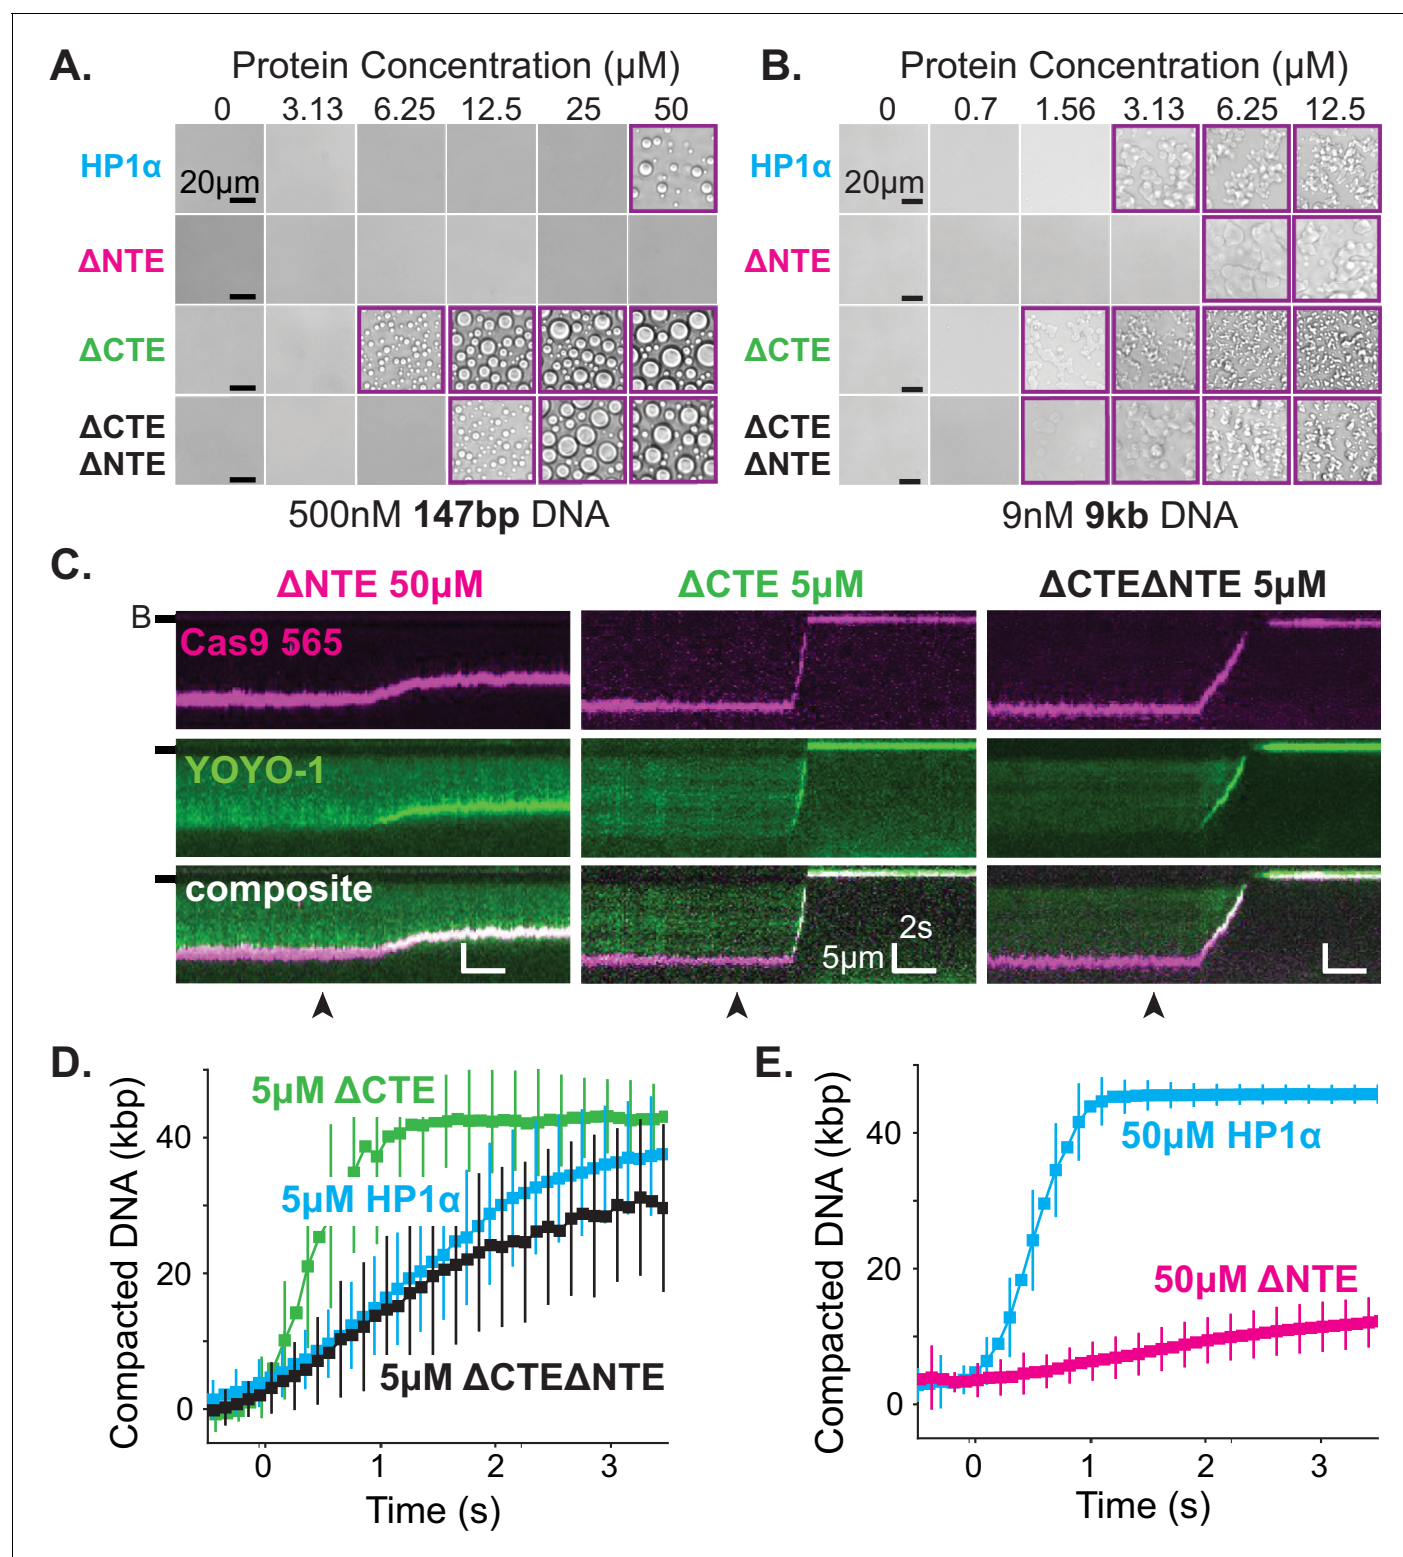 A.
Protein Concentration (µM)
0 3.13 6.25 12.5 25 50
HP1α
20µm
ΔNTE
ΔCTE
ΔCTE
ΔNTE
500nM 147bp DNA
B.
Protein Concentration (µM)
0 0.7 1.56 3.13 6.25 12.5
HP1α
20µm
ΔNTE
ΔCTE
ΔCTE
ΔNTE
9nM 9kb DNA
C.
ΔNTE 50µM
ΔCTE 5µM
ΔCTEΔNTE 5µM
B
Cas9 565
YOYO-1
composite
2s
5µm
D.
Compacted DNA (kbp)
40
20
0
5µM ΔCTE
5µM HP1α
5µM ΔCTEΔNTE
0 1 2 3
Time (s)
E.
Compacted DNA (kbp)
40
20
0
50µM HP1α
50µM ΔNTE
0 1 2 3
Time (s)